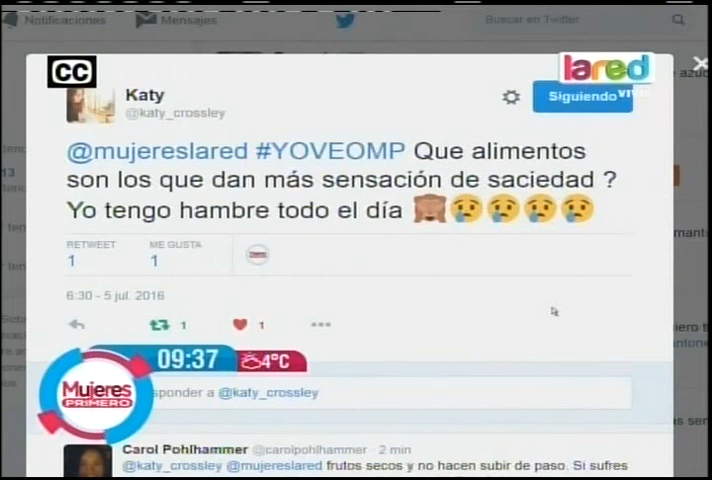 Notificaciones Mensajes Buscar en Twitter
CC
lared
VIVO
Katy
@katy_crossley
Siguiendo
@mujereslared #YOVEOMP Que alimentos
son los que dan más sensación de saciedad ?
Yo tengo hambre todo el día
RETWEET ME GUSTA
1 1
6:30 - 5 jul. 2016
1 1
09:37 4°C
Mujeres
PRIMERO
sponder a @katy_crossley
Carol Pohlhammer @carolpohlhammer · 2 min
@katy_crossley @mujereslared frutos secos y no hacen subir de paso. Si sufres